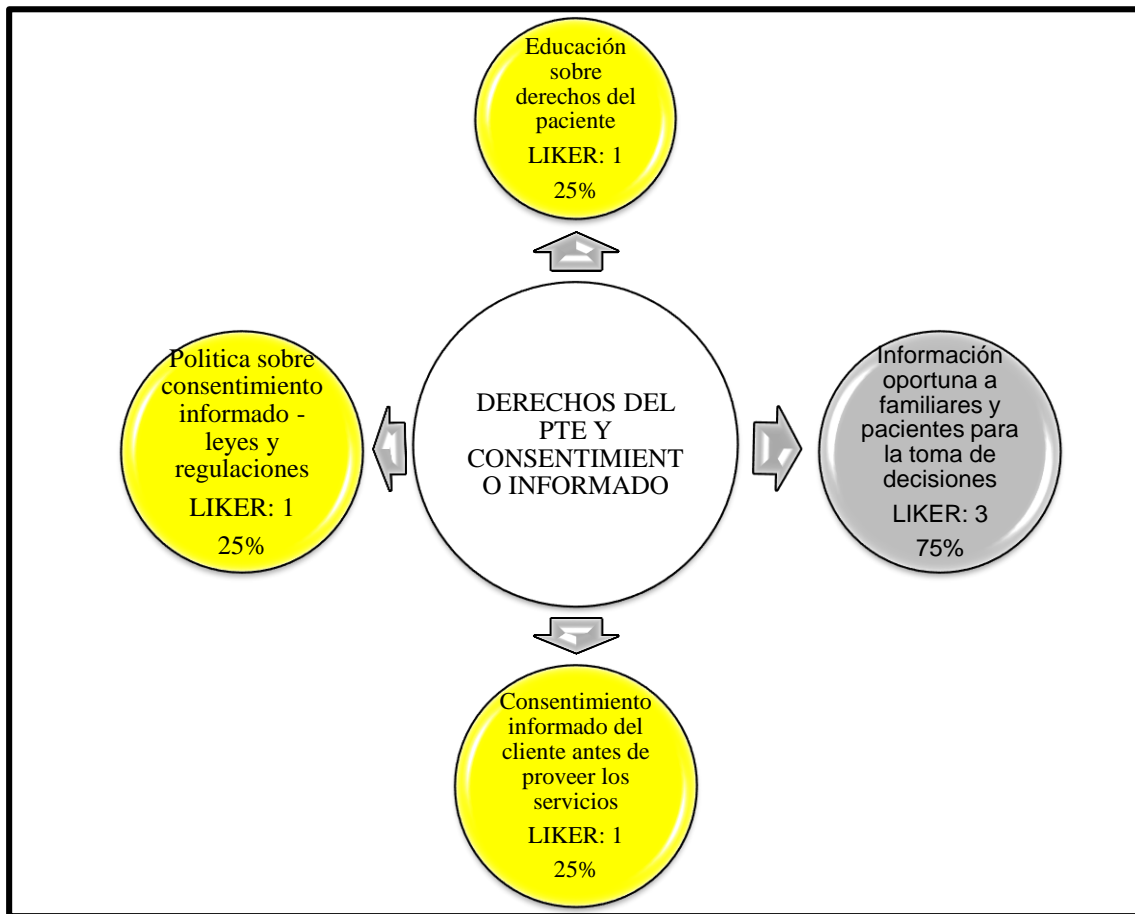 Educación
sobre
derechos del
paciente
LIKER: 1
25%
Politica sobre
consentimiento
informado -
leyes y
regulaciones
LIKER: 1
25%
DERECHOS DEL
PTE Y
CONSENTIMIENT
O INFORMADO
Información
oportuna a
familiares y
pacientes para
la toma de
decisiones
LIKER: 3
75%
Consentimiento
informado del
cliente antes de
proveer los
servicios
LIKER: 1
25%